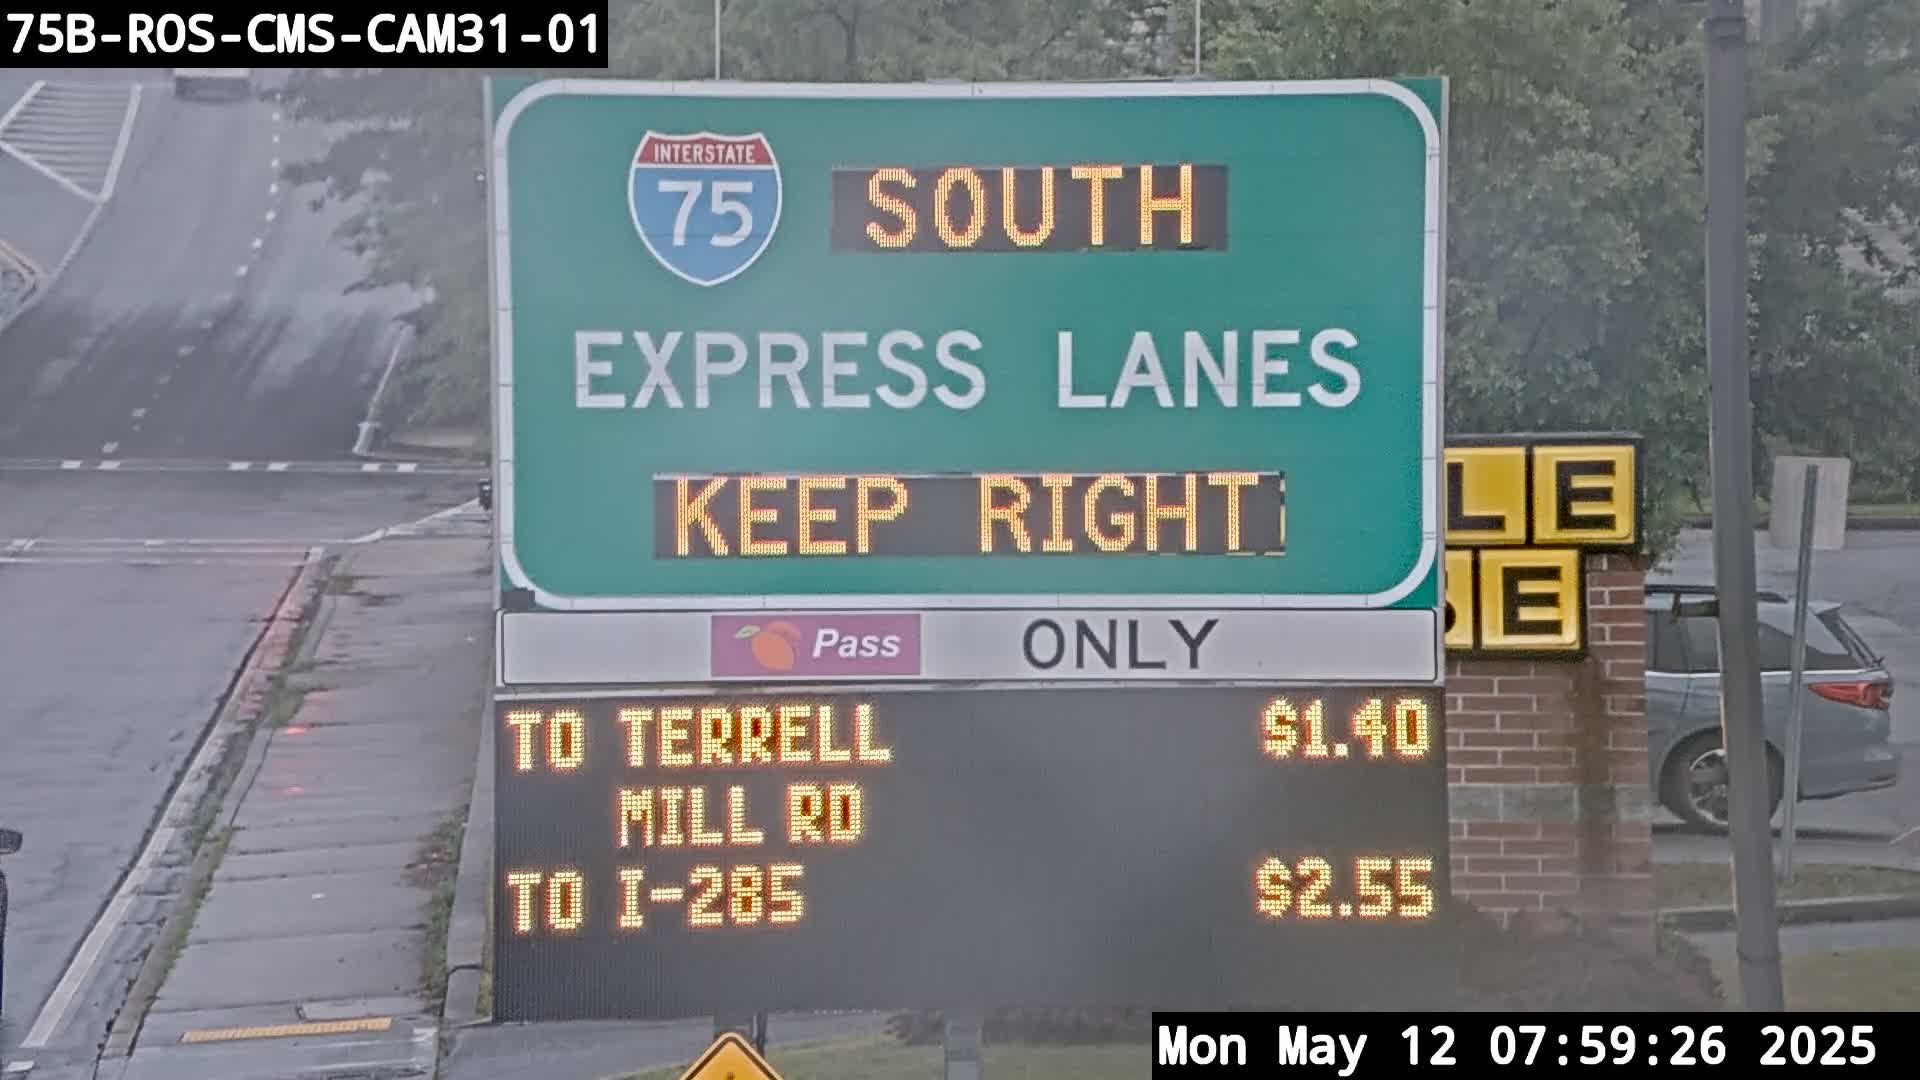 75B-ROS-CMS-CAM31-01
INTERSTATE
75
SOUTH
EXPRESS LANES
KEEP RIGHT
LE
E
Pass
ONLY
TO TERRELL $1.40
MILL RD
TO I-285 $2.55
Mon May 12 07:59:26 2025